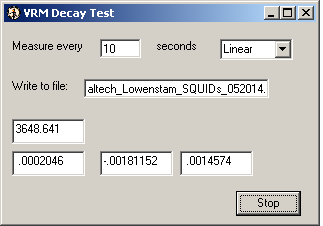 VRM Decay Test
Measure every 10 seconds Linear
Write to file: altech_Lowenstam_SQUIDs_052014.
3648.641
.0002046 -.00181152 .0014574
Stop